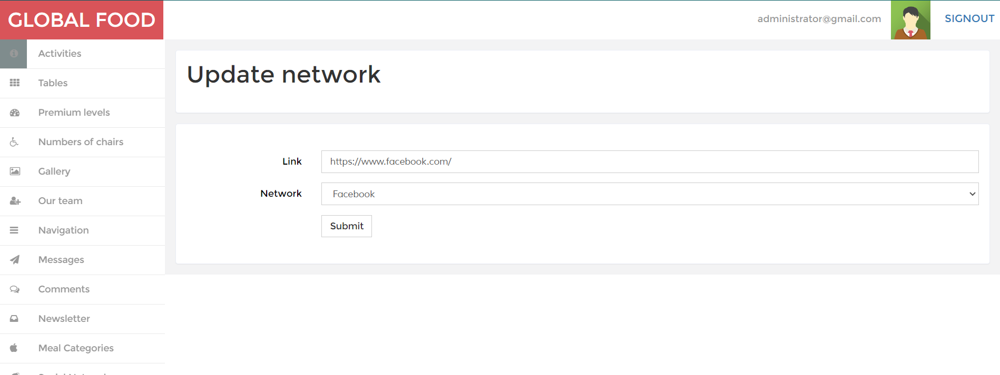 GLOBAL FOOD
administrator@gmail.com
SIGNOUT
Activities
Tables
Premium levels
Numbers of chairs
Gallery
Our team
Navigation
Messages
Comments
Newsletter
Meal Categories
Update network
Link
https://www.facebook.com/
Network
Facebook
Submit